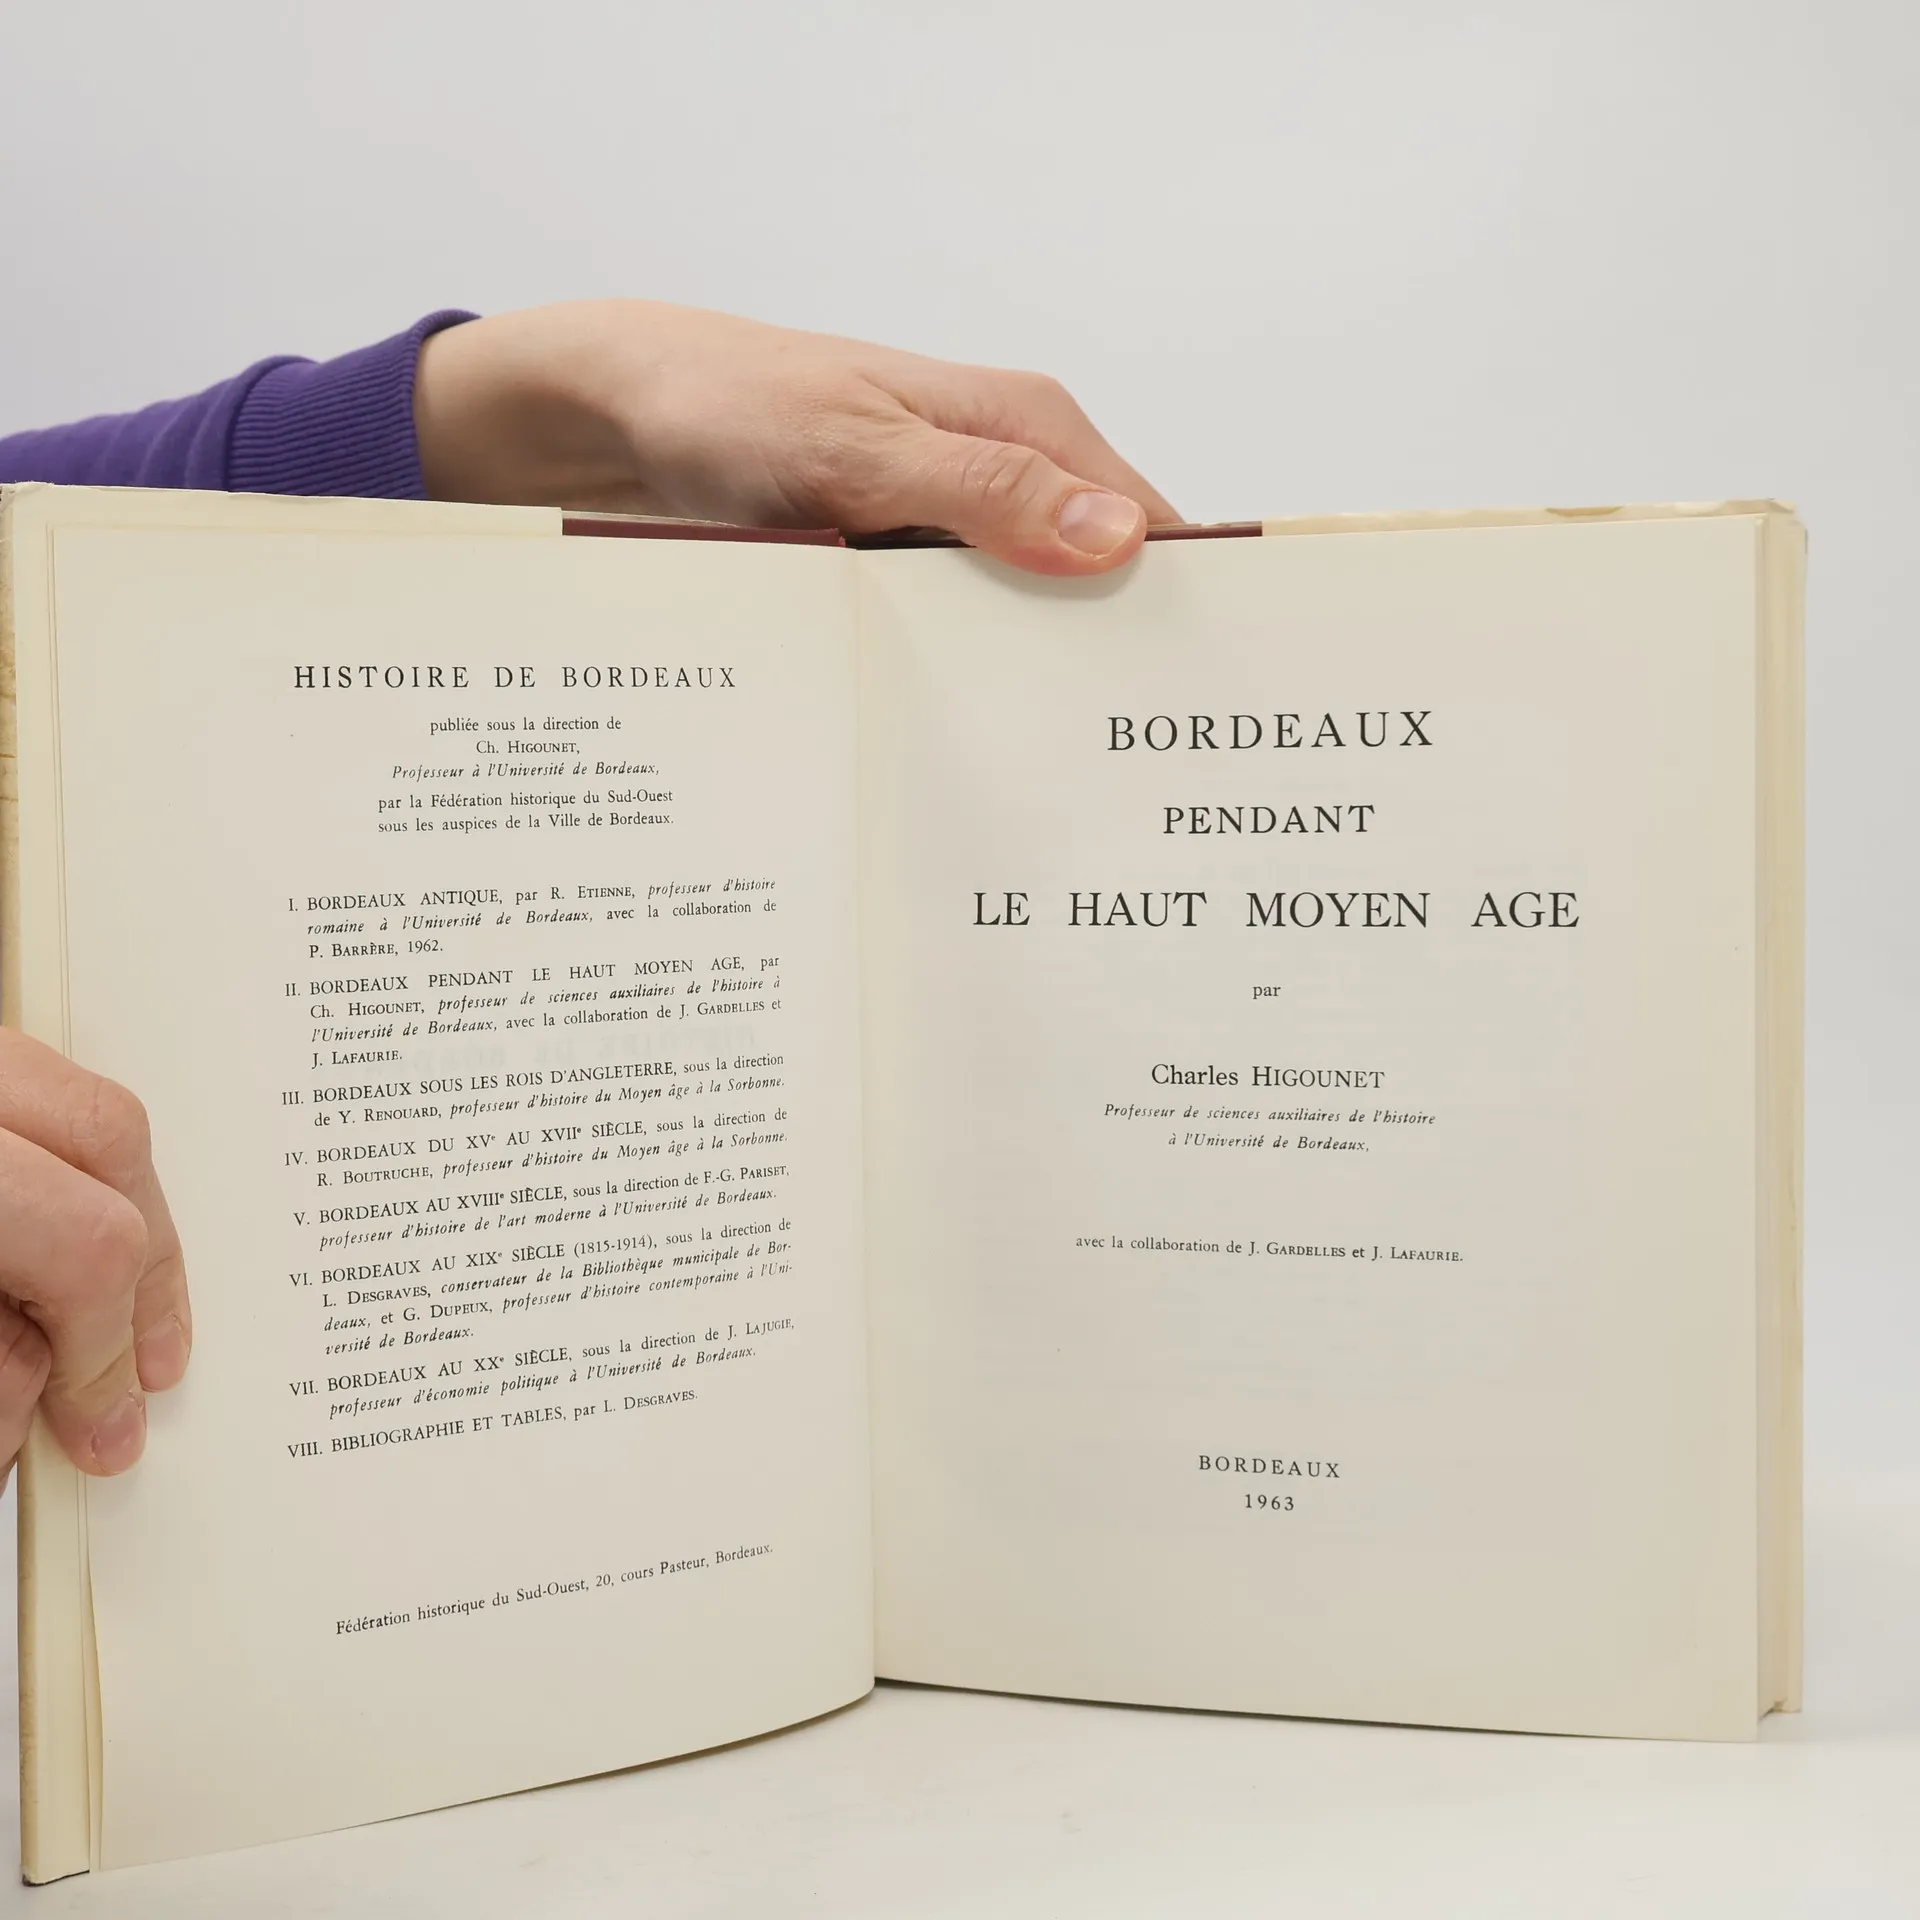 HISTOIRE DE BORDEAUX
publiée sous la direction de
Ch. HIGOUNET,
Professeur à l'Université de Bordeaux,
par la Fédération historique du Sud-Ouest
sous les auspices de la Ville de Bordeaux.
I. BORDEAUX ANTIQUE, par R. ETIENNE, professeur d'histoire
romaine à l'Université de Bordeaux, avec la collaboration de
P. BARRÈRE, 1962.
II. BORDEAUX PENDANT LE HAUT MOYEN AGE, par
Ch. HIGOUNET, professeur de sciences auxiliaires de l'histoire à
l'Université de Bordeaux, avec la collaboration de J. GARDELLES et
J. LAFAURIE.
III. BORDEAUX SOUS LES ROIS D'ANGLETERRE, sous la direction
de Y. RENOUARD, professeur d'histoire du Moyen âge à la Sorbonne.
IV. BORDEAUX DU XVe AU XVIIe SIÈCLE, sous la direction de
R. BOUTRUCHE, professeur d'histoire du Moyen âge à la Sorbonne.
V. BORDEAUX AU XVIIIe SIÈCLE, sous la direction de F.-G. PARISET,
professeur d'histoire de l'art moderne à l'Université de Bordeaux.
VI. BORDEAUX AU XIXe SIÈCLE (1815-1914), sous la direction de
L. DESGRAVES, conservateur de la Bibliothèque municipale de Bor-
deaux, et G. DUPEUX, professeur d'histoire contemporaine à l'Uni-
versité de Bordeaux.
VII. BORDEAUX AU XXe SIÈCLE, sous la direction de J. LAJUGIE,
professeur d'économie politique à l'Université de Bordeaux.
VIII. BIBLIOGRAPHIE ET TABLES, par L. DESGRAVES.
Fédération historique du Sud-Ouest, 20, cours Pasteur, Bordeaux.
BORDEAUX
PENDANT
LE HAUT MOYEN AGE
par
Charles HIGOUNET
Professeur de sciences auxiliaires de l'histoire
à l'Université de Bordeaux,
avec la collaboration de J. GARDELLES et J. LAFAURIE.
BORDEAUX
1963